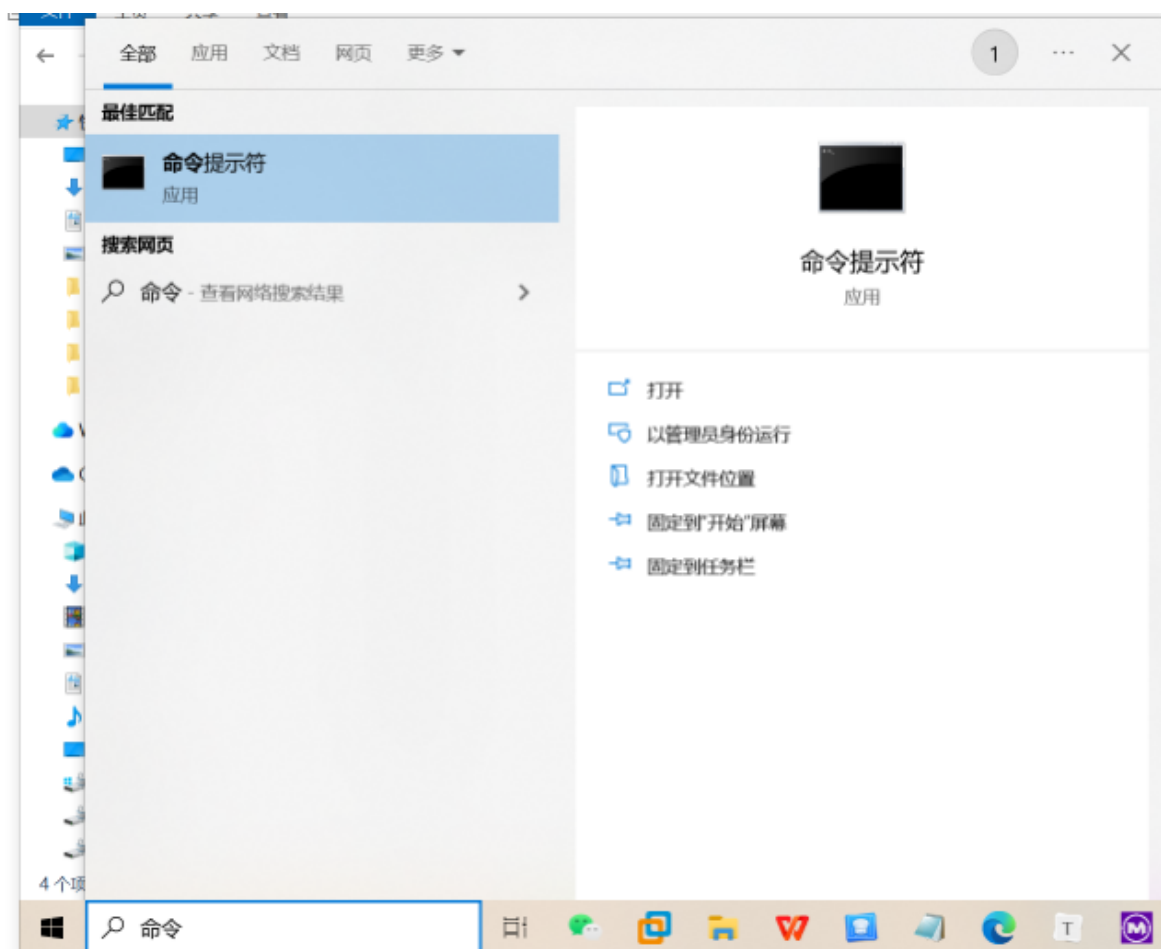 全部 应用 文档 网页 更多 1 ... ×
最佳匹配
命令提示符
应用
搜索网页
命令 - 查看网络搜索结果
命令提示符
应用
打开
以管理员身份运行
打开文件位置
固定到"开始"屏幕
固定到任务栏
4 个项
命令
T